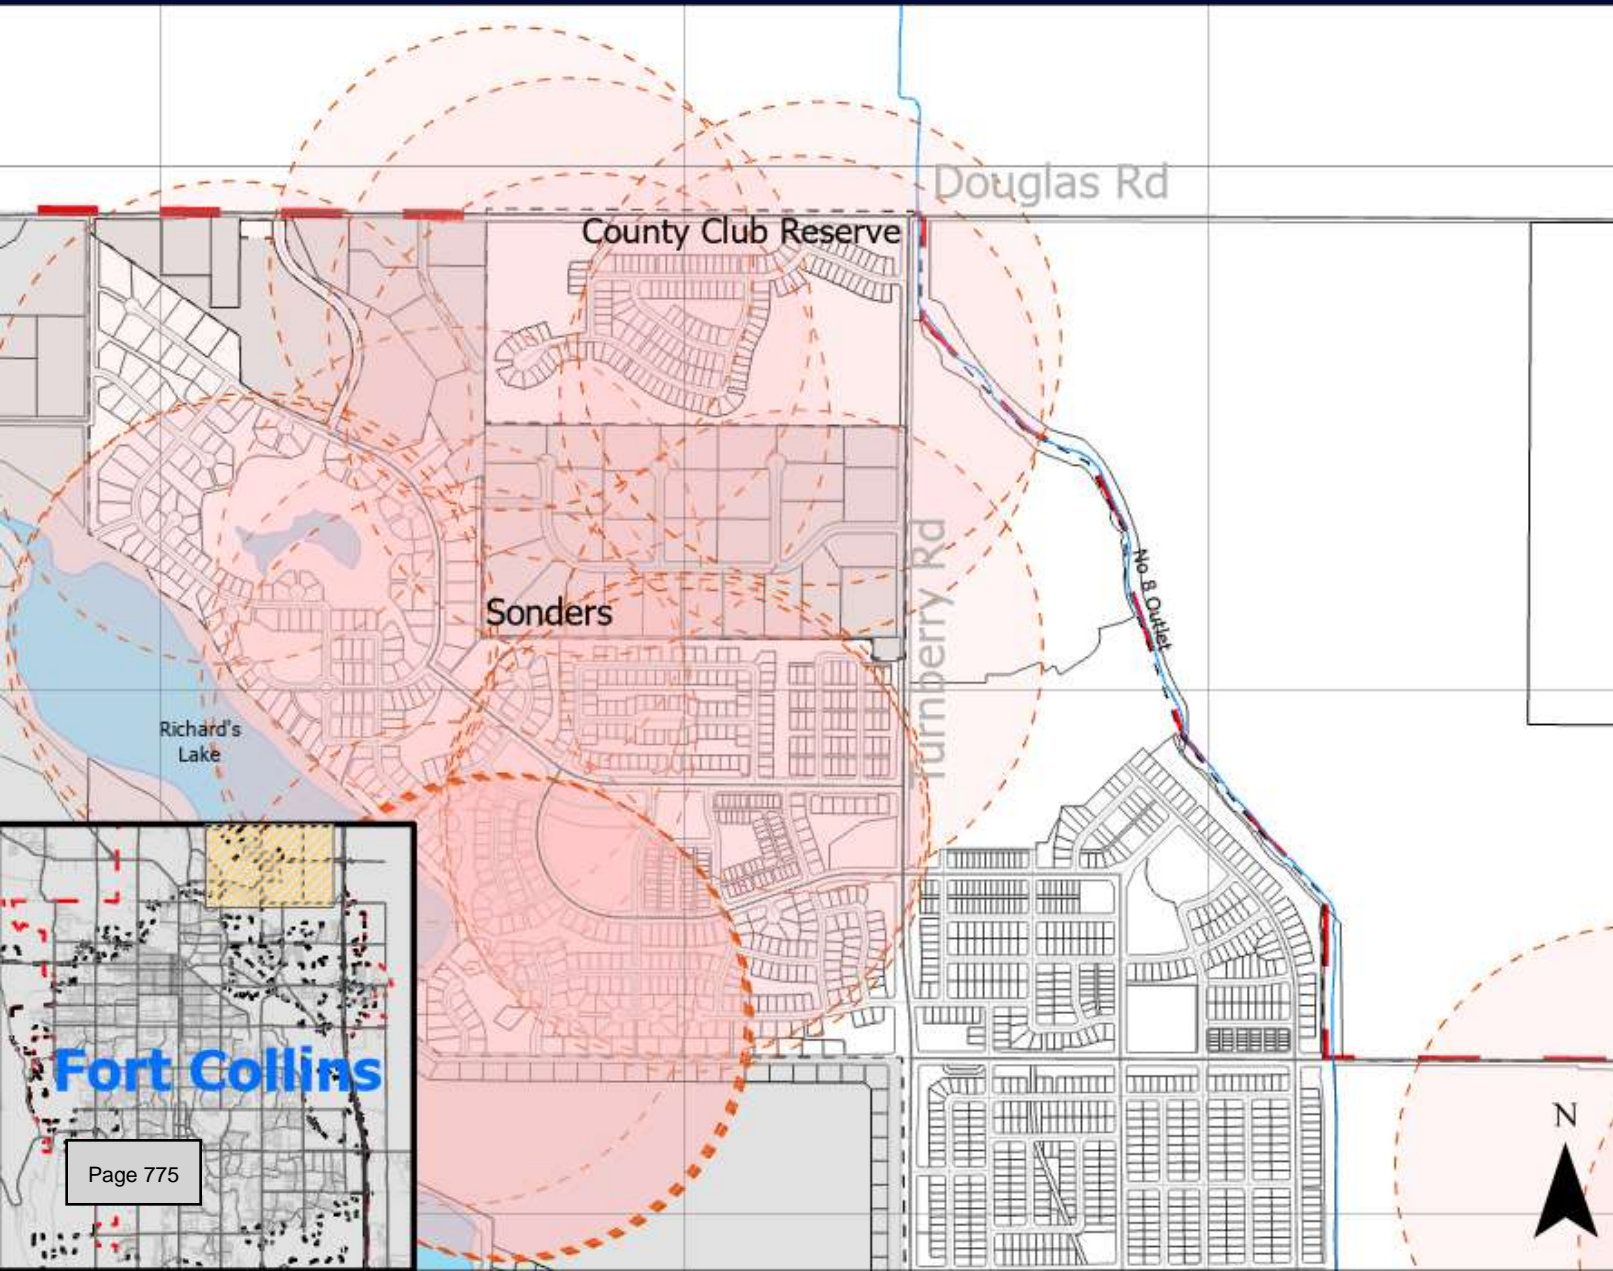 Douglas Rd
County Club Reserve
No 8 Outlet
Turnberry Rd
Sonders
Richard's
Lake
Fort Collins
Page 775
N